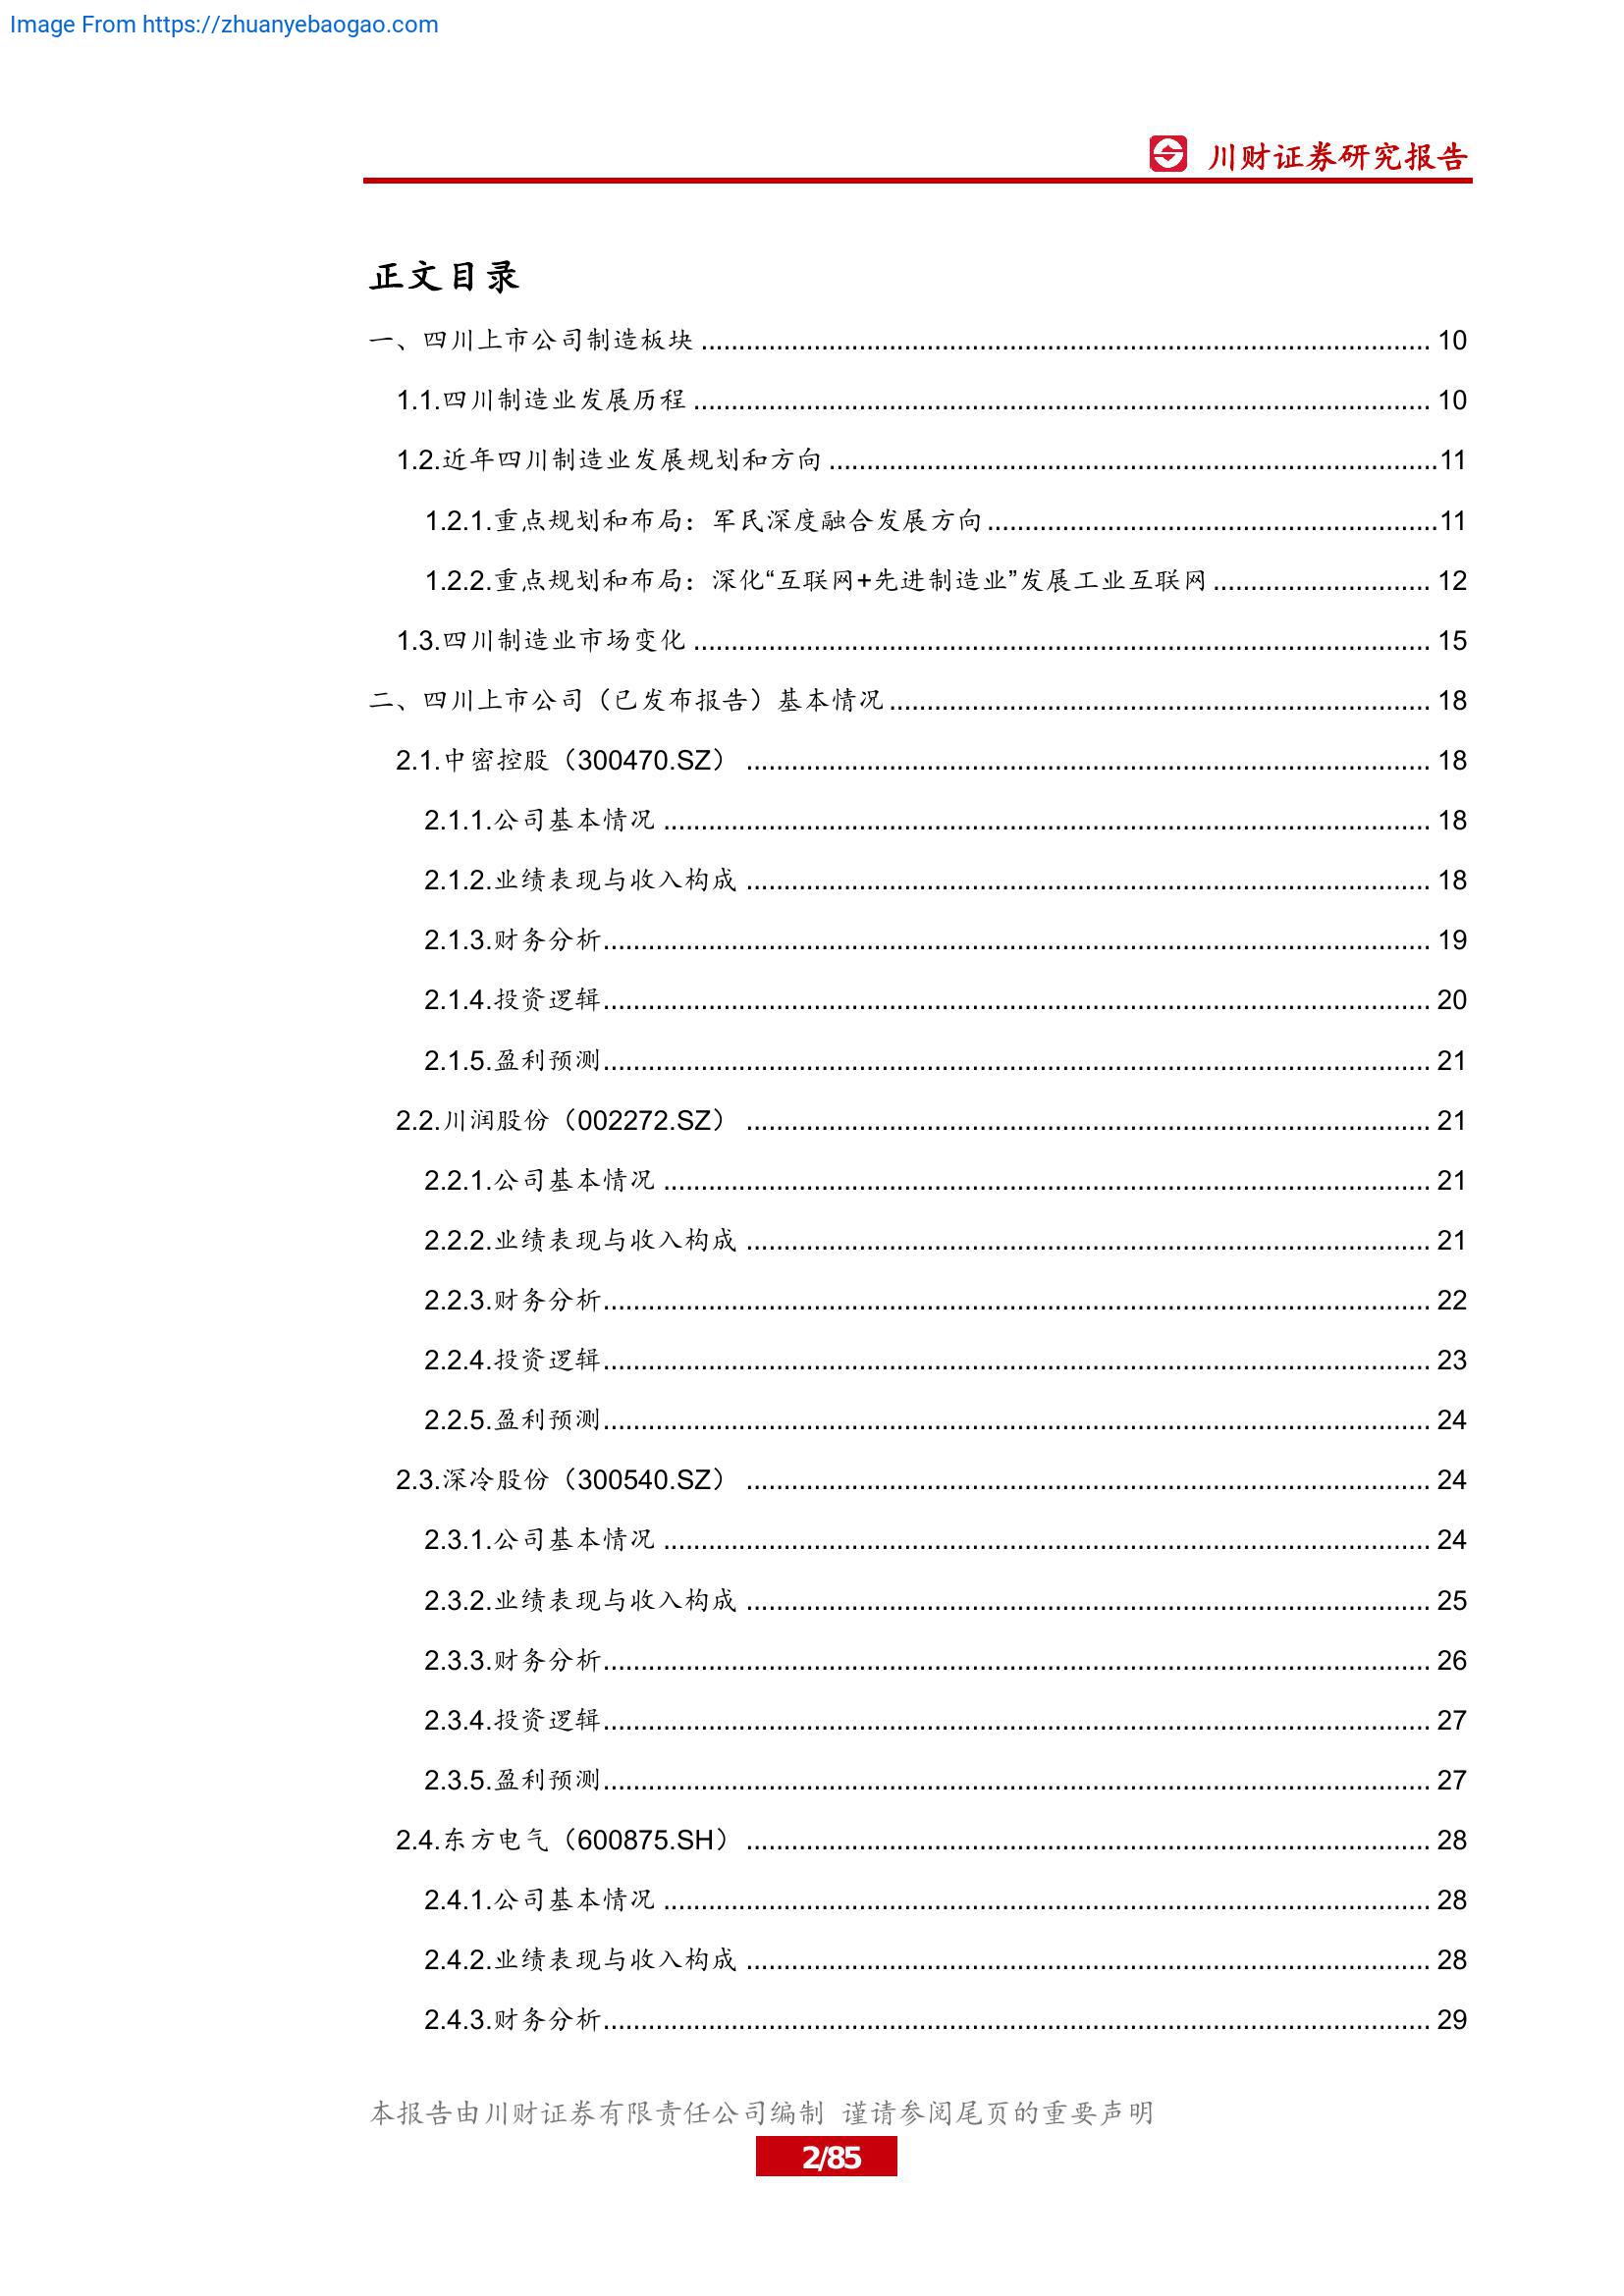 Image From https://zhuanyebaogao.com
川财证券研究报告
正文目录
一、四川上市公司制造板块 10
1.1.四川制造业发展历程 10
1.2.近年四川制造业发展规划和方向 11
1.2.1.重点规划和布局：军民深度融合发展方向 11
1.2.2.重点规划和布局：深化“互联网+先进制造业”发展工业互联网 12
1.3.四川制造业市场变化 15
二、四川上市公司（已发布报告）基本情况 18
2.1.中密控股（300470.SZ） 18
2.1.1.公司基本情况 18
2.1.2.业绩表现与收入构成 18
2.1.3.财务分析 19
2.1.4.投资逻辑 20
2.1.5.盈利预测 21
2.2.川润股份（002272.SZ） 21
2.2.1.公司基本情况 21
2.2.2.业绩表现与收入构成 21
2.2.3.财务分析 22
2.2.4.投资逻辑 23
2.2.5.盈利预测 24
2.3.深冷股份（300540.SZ） 24
2.3.1.公司基本情况 24
2.3.2.业绩表现与收入构成 25
2.3.3.财务分析 26
2.3.4.投资逻辑 27
2.3.5.盈利预测 27
2.4.东方电气（600875.SH） 28
2.4.1.公司基本情况 28
2.4.2.业绩表现与收入构成 28
2.4.3.财务分析 29
本报告由川财证券有限责任公司编制 谨请参阅尾页的重要声明
2/85